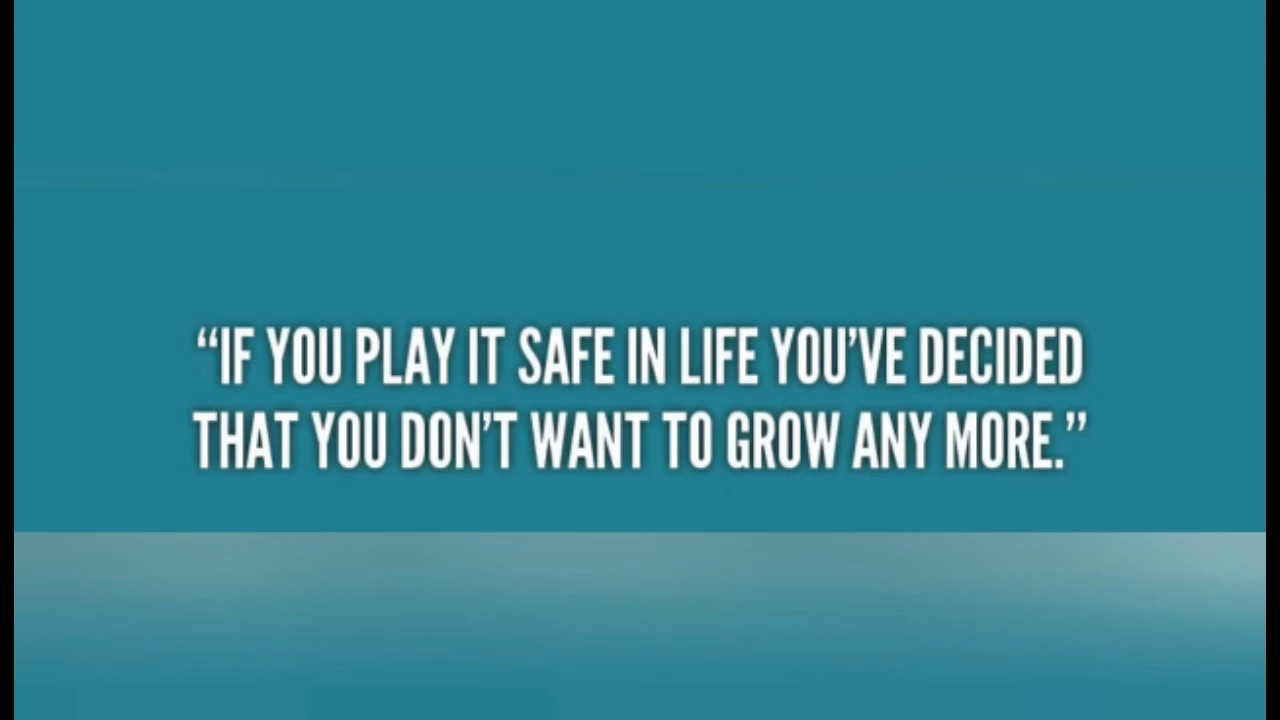 “IF YOU PLAY IT SAFE IN LIFE YOU’VE DECIDED
THAT YOU DON’T WANT TO GROW ANY MORE.”